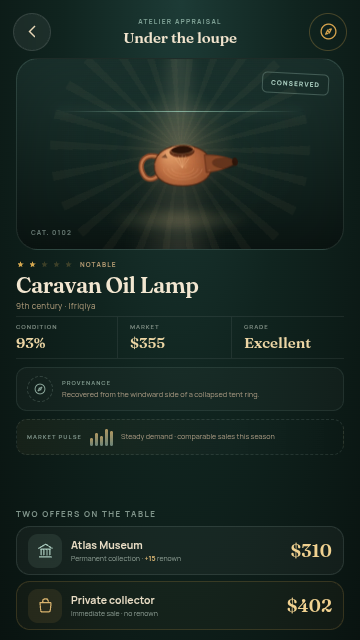 ATELIER APPRAISAL
Under the loupe
CONSERVED
CAT. 0102
★ ★ ★ ★ ★ NOTABLE
Caravan Oil Lamp
9th century · Ifriqiya
CONDITION MARKET GRADE
93% $355 Excellent
PROVENANCE
Recovered from the windward side of a collapsed tent ring.
MARKET PULSE Steady demand · comparable sales this season
TWO OFFERS ON THE TABLE
Atlas Museum
Permanent collection · +15 renown
$310
Private collector
Immediate sale · no renown
$402